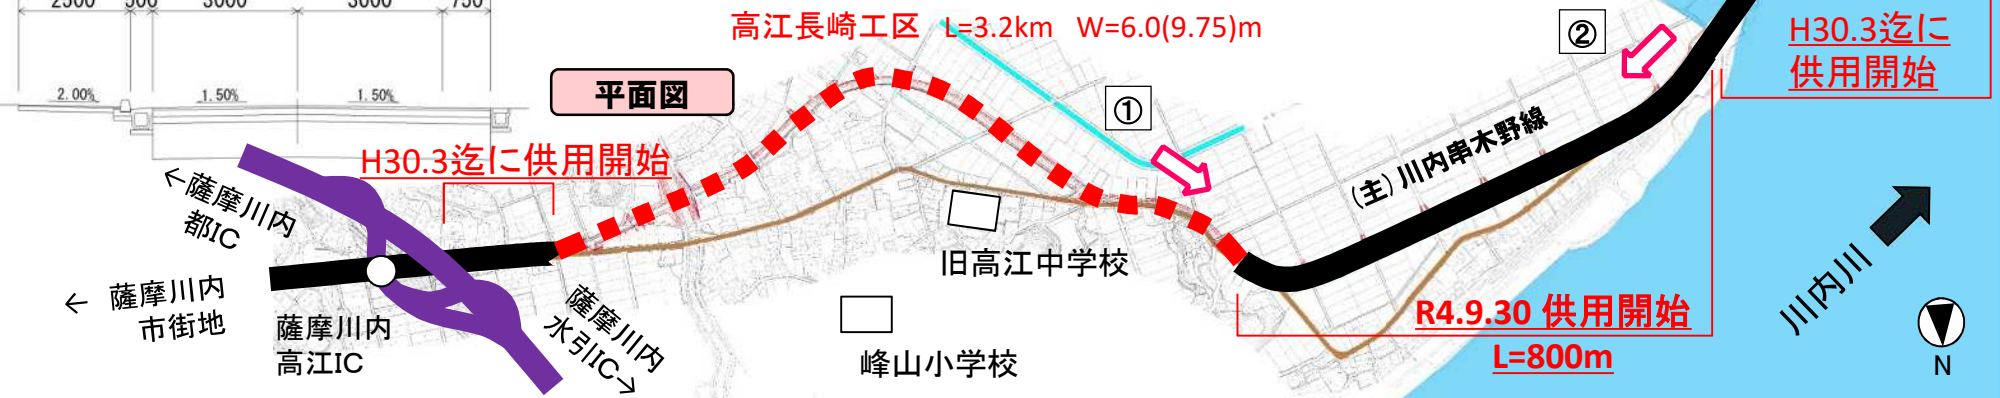 2500 500 3000 3000 750
2.00% 1.50% 1.50%
高江長崎工区 L=3.2km W=6.0(9.75)m
平面図
①
②
H30.3迄に
供用開始
H30.3迄に供用開始
(主)川内串木野線
←薩摩川内
都IC
← 薩摩川内
市街地
薩摩川内
高江IC
薩摩川内
水引IC→
旧高江中学校
峰山小学校
R4.9.30 供用開始
L=800m
川内川
N